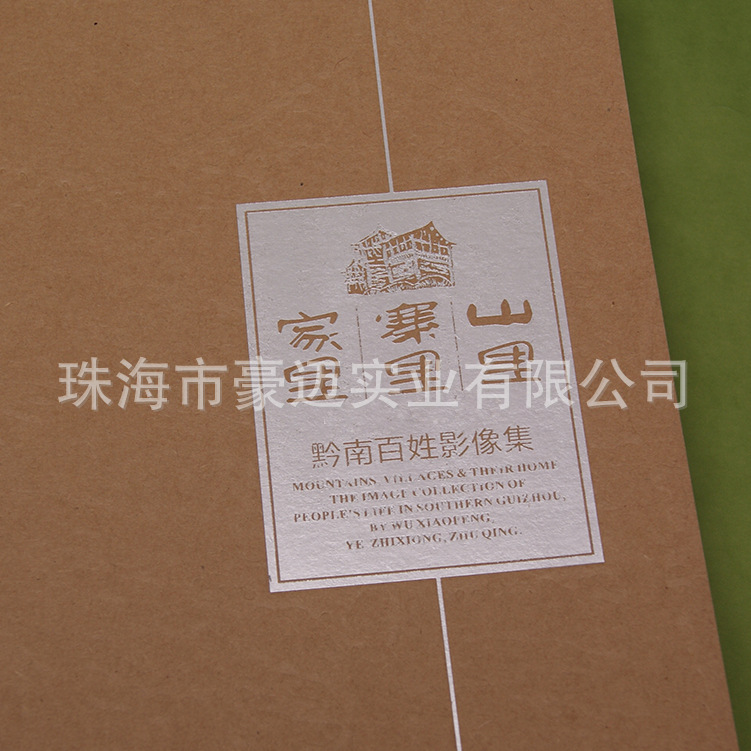 山里
寨里
家里
珠海市豪迈实业有限公司
黔南百姓影像集
MOUNTAINS VILLAGES & THEIR HOME
THE IMAGE COLLECTION OF
PEOPLE'S LIFE IN SOUTHERN GUIZHOU,
BY WU XIAOPENG,
YE ZHIXIONG, ZHU QING.